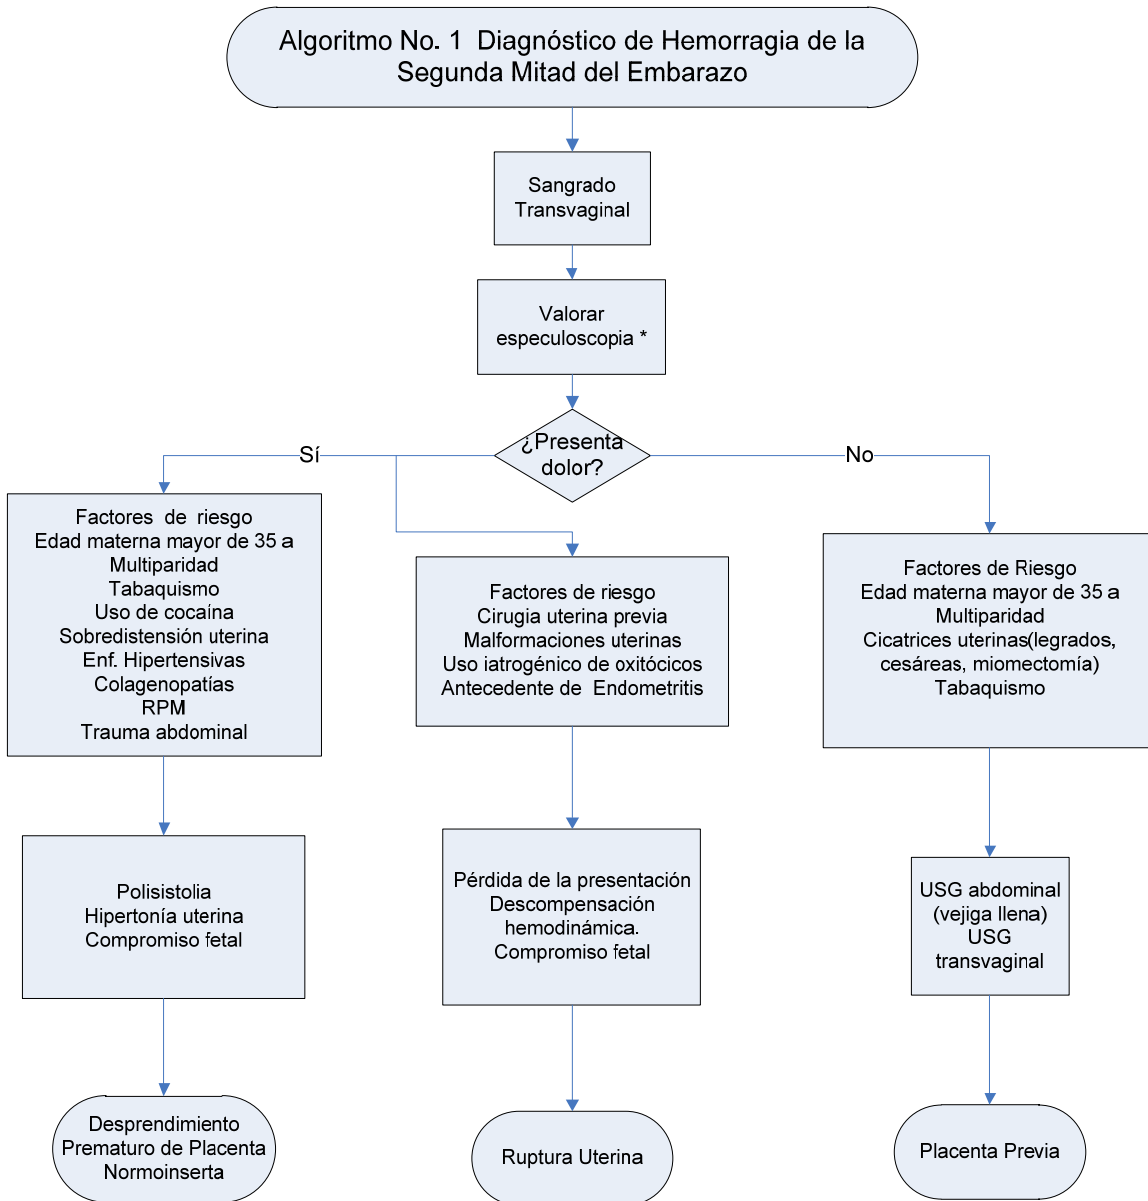 Algoritmo No. 1 Diagnóstico de Hemorragia de la
Segunda Mitad del Embarazo
Sangrado
Transvaginal
Valorar
especuloscopia *
¿Presenta
dolor?
Sí
No
Factores de riesgo
Edad materna mayor de 35 a
Multiparidad
Tabaquismo
Uso de cocaína
Sobredistensión uterina
Enf. Hipertensivas
Colagenopatías
RPM
Trauma abdominal
Factores de riesgo
Cirugia uterina previa
Malformaciones uterinas
Uso iatrogénico de oxitócicos
Antecedente de Endometritis
Factores de Riesgo
Edad materna mayor de 35 a
Multiparidad
Cicatrices uterinas(legrados,
cesáreas, miomectomía)
Tabaquismo
Polisistolia
Hipertonía uterina
Compromiso fetal
Pérdida de la presentación
Descompensación
hemodinámica.
Compromiso fetal
USG abdominal
(vejiga llena)
USG
transvaginal
Desprendimiento
Prematuro de Placenta
Normoinserta
Ruptura Uterina
Placenta Previa